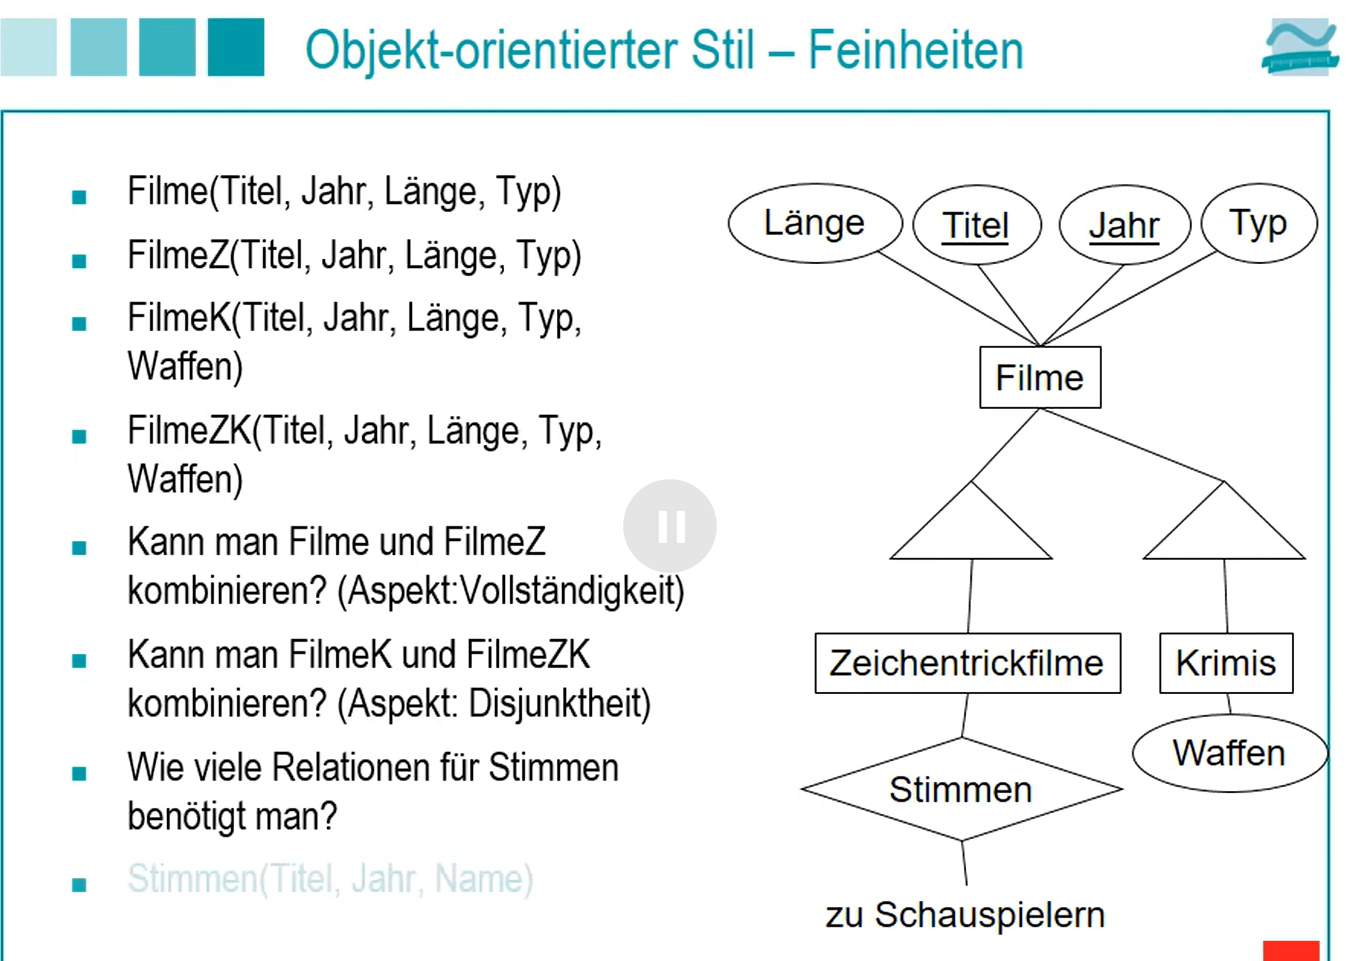 Objekt-orientierter Stil – Feinheiten
Filme(Titel, Jahr, Länge, Typ)
FilmeZ(Titel, Jahr, Länge, Typ)
FilmeK(Titel, Jahr, Länge, Typ,
Waffen)
FilmeZK(Titel, Jahr, Länge, Typ,
Waffen)
Kann man Filme und FilmeZ
kombinieren? (Aspekt:Vollständigkeit)
Kann man FilmeK und FilmeZK
kombinieren? (Aspekt: Disjunktheit)
Wie viele Relationen für Stimmen
benötigt man?
Stimmen(Titel, Jahr, Name)
Länge
Titel
Jahr
Typ
Filme
Zeichentrickfilme
Krimis
Waffen
Stimmen
zu Schauspielern